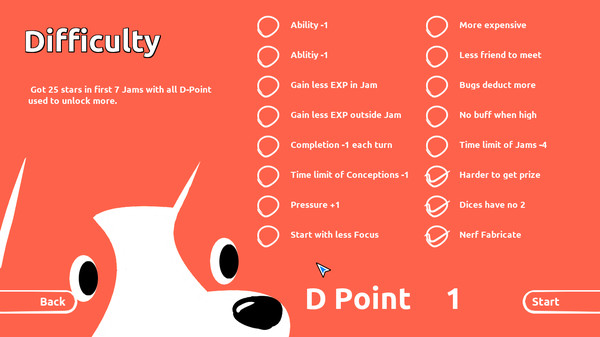 Difficulty
Got 25 stars in first 7 Jams with all D-Point
used to unlock more.
Ability -1
Ablitiy -1
Gain less EXP in Jam
Gain less EXP outside Jam
Completion -1 each turn
Time limit of Conceptions -1
Pressure +1
Start with less Focus
More expensive
Less friend to meet
Bugs deduct more
No buff when high
Time limit of Jams -4
Harder to get prize
Dices have no 2
Nerf Fabricate
D Point 1
Back
Start